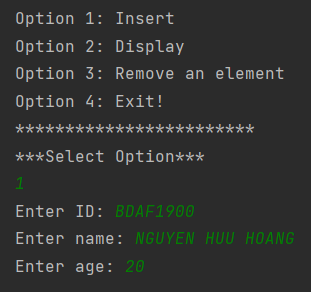 Option 1: Insert
Option 2: Display
Option 3: Remove an element
Option 4: Exit!
************************
***Select Option***
1
Enter ID: BDAF1900
Enter name: NGUYEN HUU HOANG
Enter age: 20